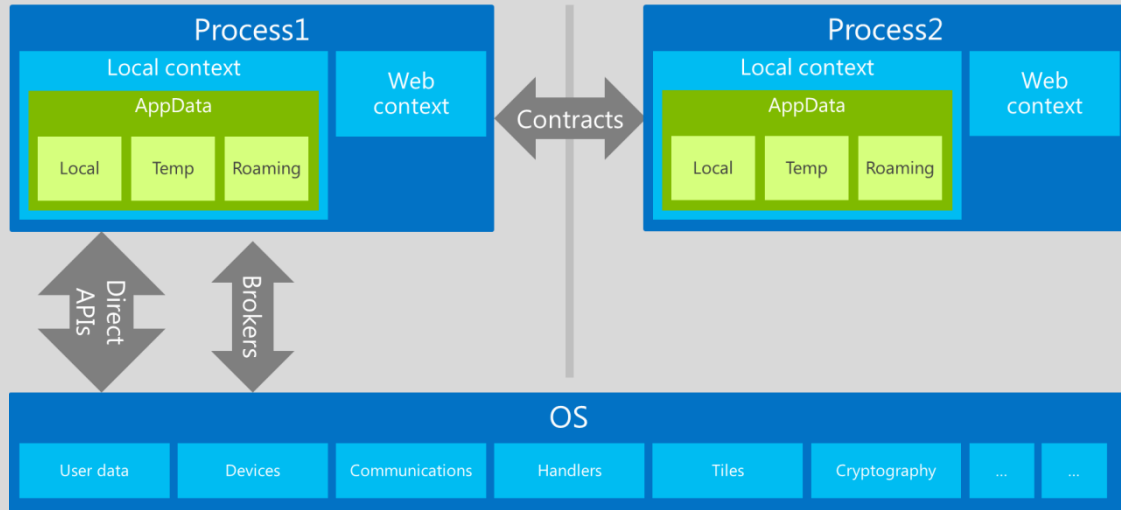 Process1
Local context
Web
context
AppData
Local
Temp
Roaming
Contracts
Process2
Local context
Web
context
AppData
Local
Temp
Roaming
Direct
APIs
Brokers
OS
User data
Devices
Communications
Handlers
Tiles
Cryptography
...
...